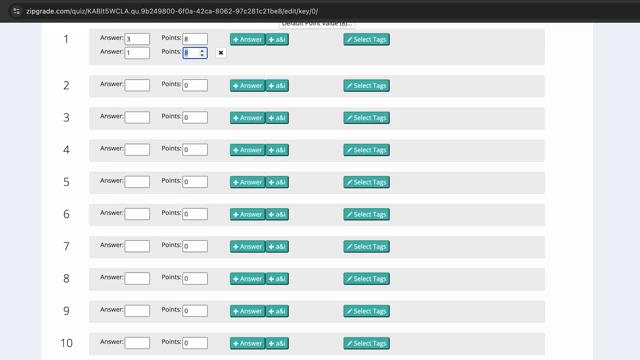 zipgrade.com/quiz/KABIt5WCLA.qu.9b249800-6f0a-42ca-8062-97c281c21be8/edit/key/0/
Default Point Value (8)...
1 Answer: 3 Points: 8 + Answer + a&i Select Tags
Answer: 1 Points: 8 ✖
2 Answer: Points: 0 + Answer + a&i Select Tags
3 Answer: Points: 0 + Answer + a&i Select Tags
4 Answer: Points: 0 + Answer + a&i Select Tags
5 Answer: Points: 0 + Answer + a&i Select Tags
6 Answer: Points: 0 + Answer + a&i Select Tags
7 Answer: Points: 0 + Answer + a&i Select Tags
8 Answer: Points: 0 + Answer + a&i Select Tags
9 Answer: Points: 0 + Answer + a&i Select Tags
10 Answer: Points: 0 + Answer + a&i Select Tags